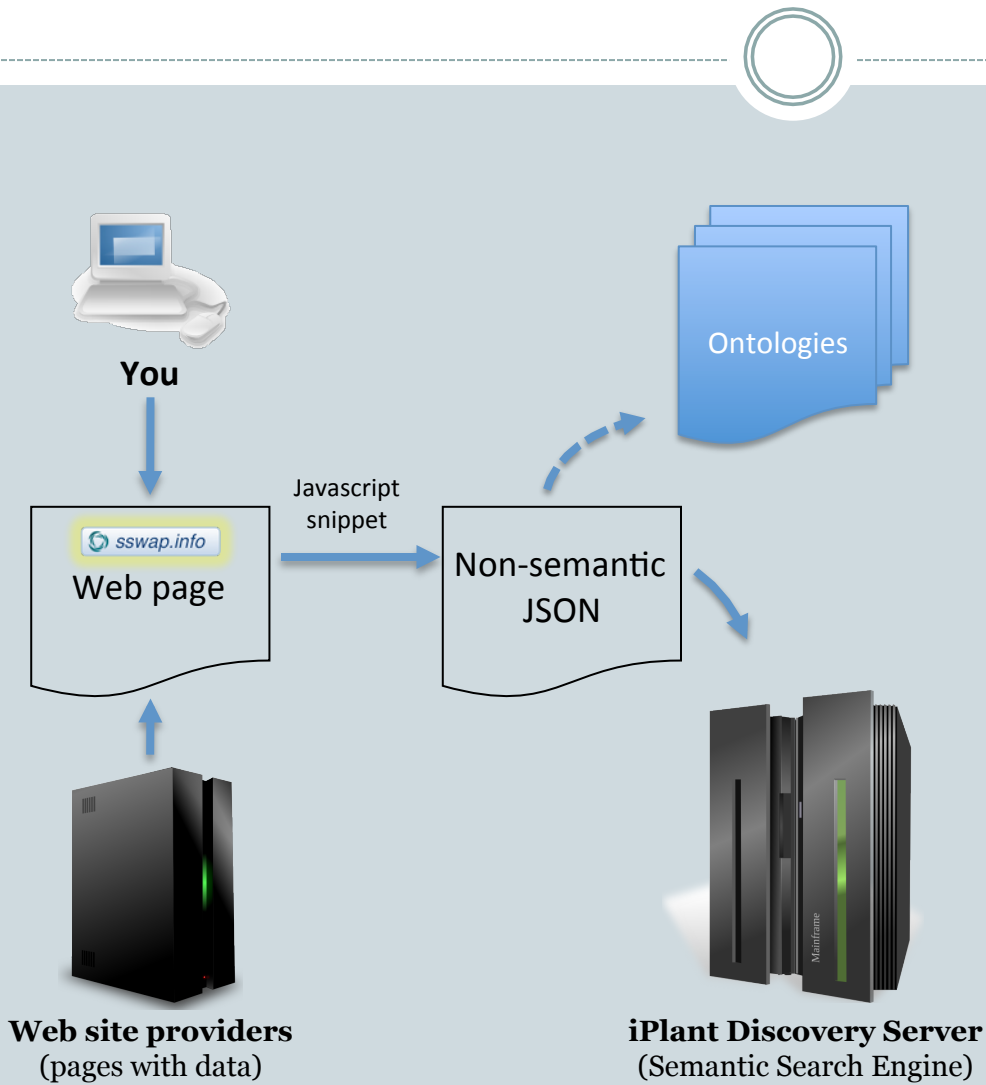 Ontologies
You
Javascript
snippet
sswap.info
Web page
Non-semantic
JSON
Mainframe
Web site providers
(pages with data)
iPlant Discovery Server
(Semantic Search Engine)